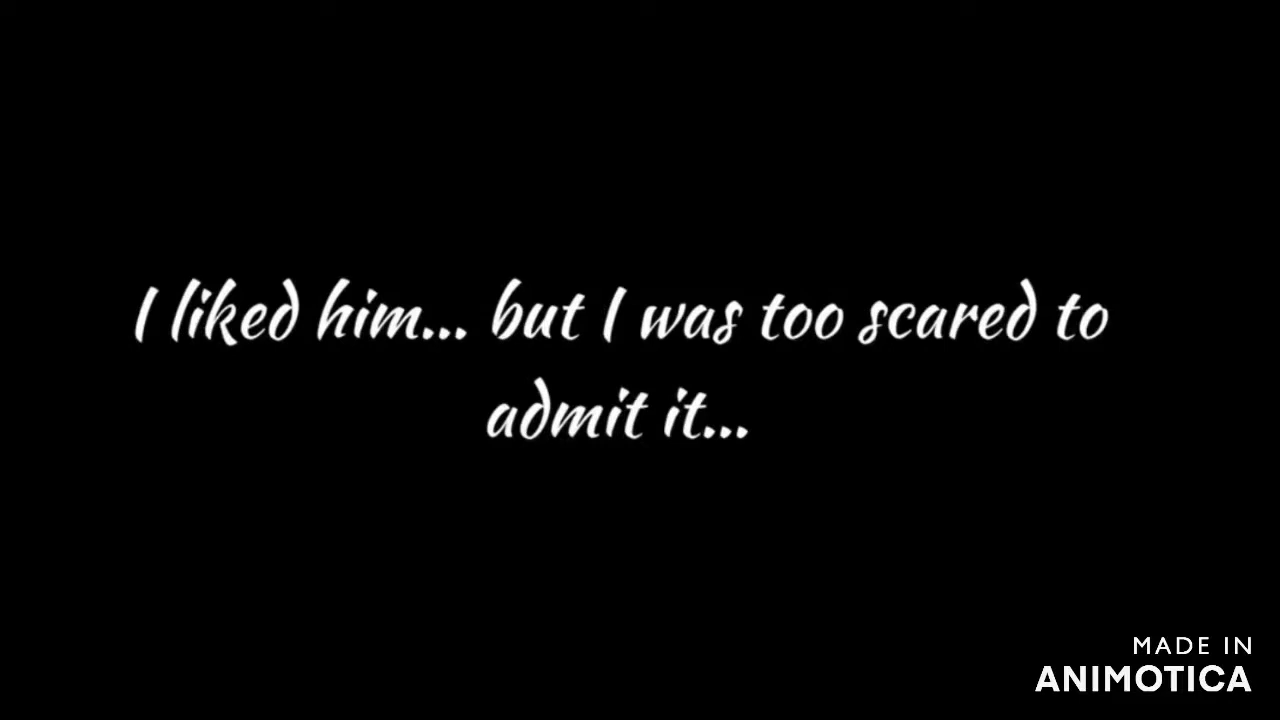 I liked him... but I was too scared to
admit it...
MADE IN
ANIMOTICA